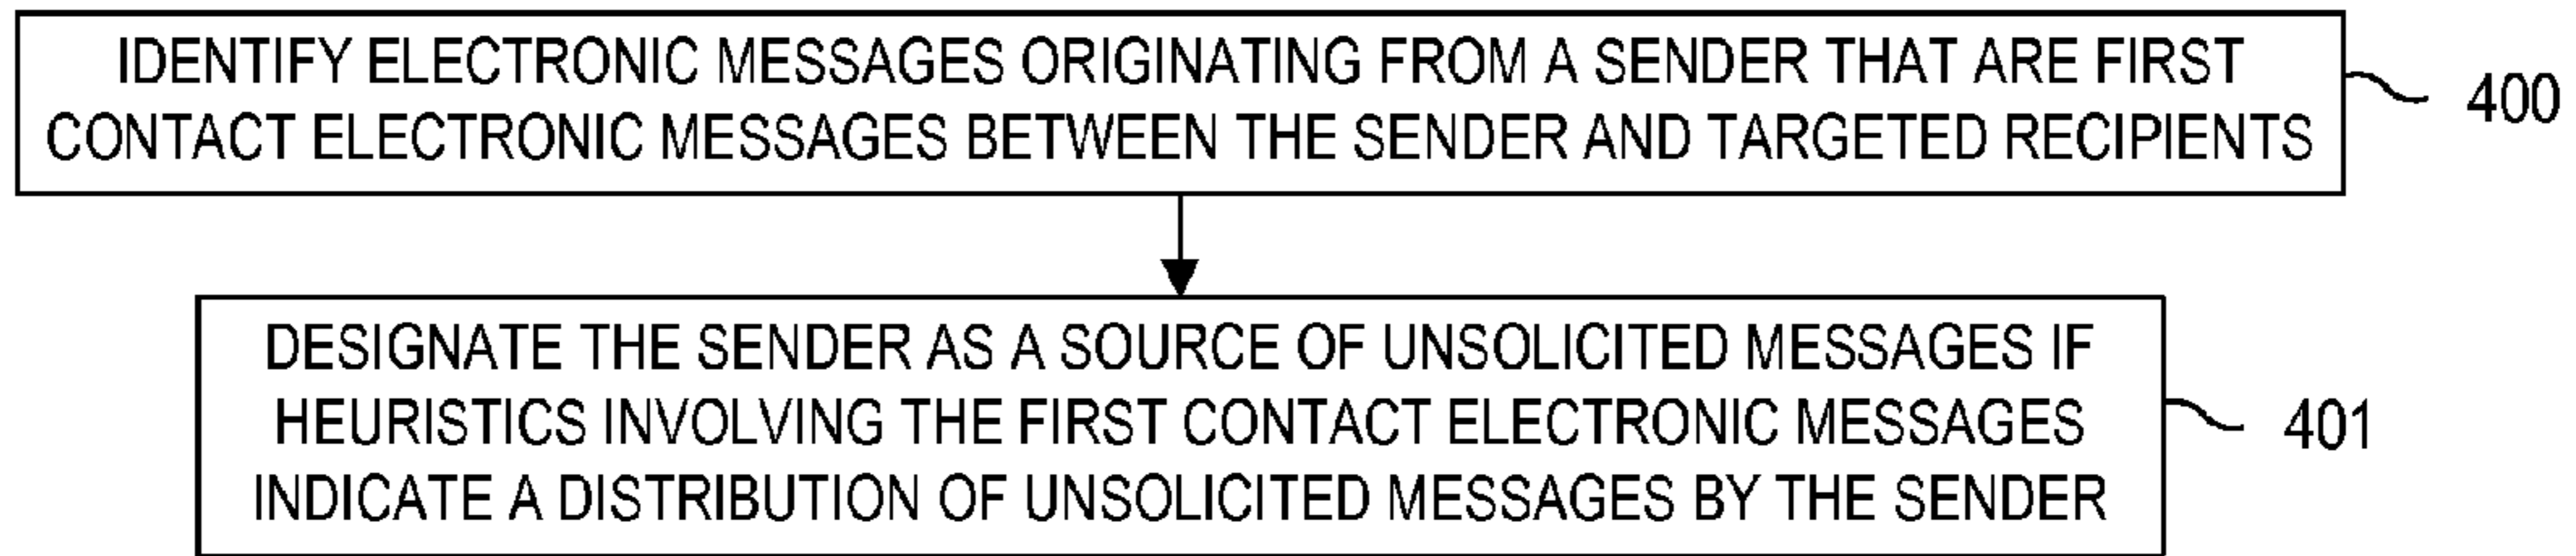 IDENTIFY ELECTRONIC MESSAGES ORIGINATING FROM A SENDER THAT ARE FIRST
CONTACT ELECTRONIC MESSAGES BETWEEN THE SENDER AND TARGETED RECIPIENTS
400
DESIGNATE THE SENDER AS A SOURCE OF UNSOLICITED MESSAGES IF
HEURISTICS INVOLVING THE FIRST CONTACT ELECTRONIC MESSAGES
INDICATE A DISTRIBUTION OF UNSOLICITED MESSAGES BY THE SENDER
401